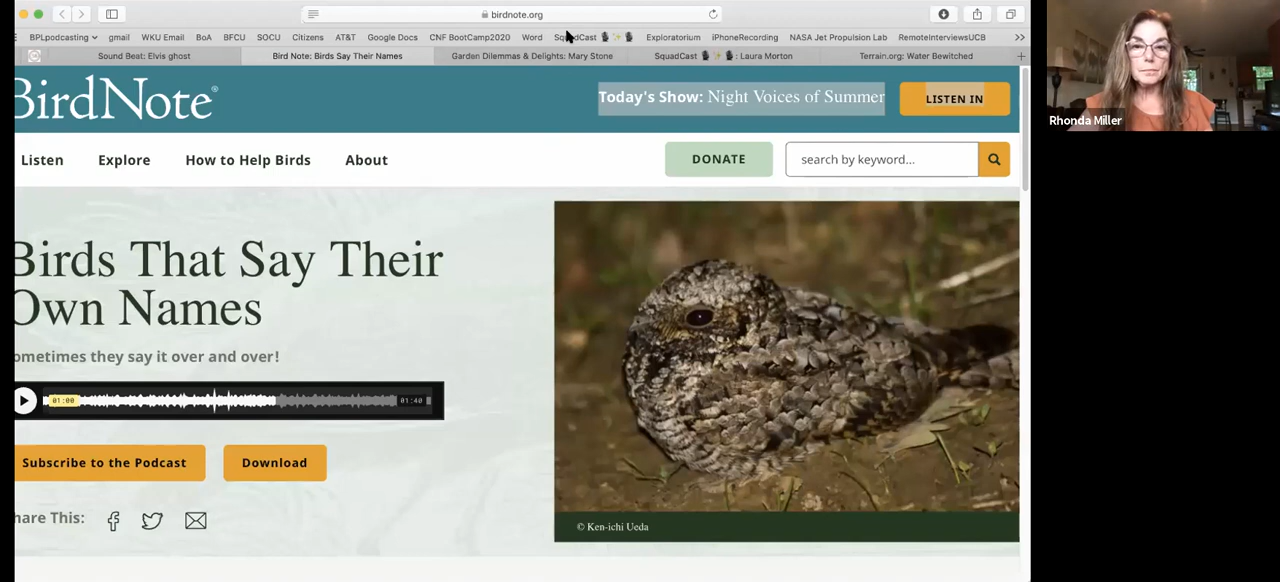 birdnote.org
BPLpodcasting gmail WKU Email BoA BFCU SOCU Citizens AT&T Google Docs CNF BootCamp2020 Word SquadCast Exploratorium iPhoneRecording NASA Jet Propulsion Lab RemoteInterviewsUCB >>
Sound Beat: Elvis ghost Bird Note: Birds Say Their Names Garden Dilemmas & Delights: Mary Stone SquadCast : Laura Morton Terrain.org: Water Bewitched
BirdNote®
Today's Show: Night Voices of Summer LISTEN IN
Listen Explore How to Help Birds About DONATE search by keyword...
Birds That Say Their
Own Names
ometimes they say it over and over!
01:00 01:40
Subscribe to the Podcast Download
hare This:
© Ken-ichi Ueda
Rhonda Miller